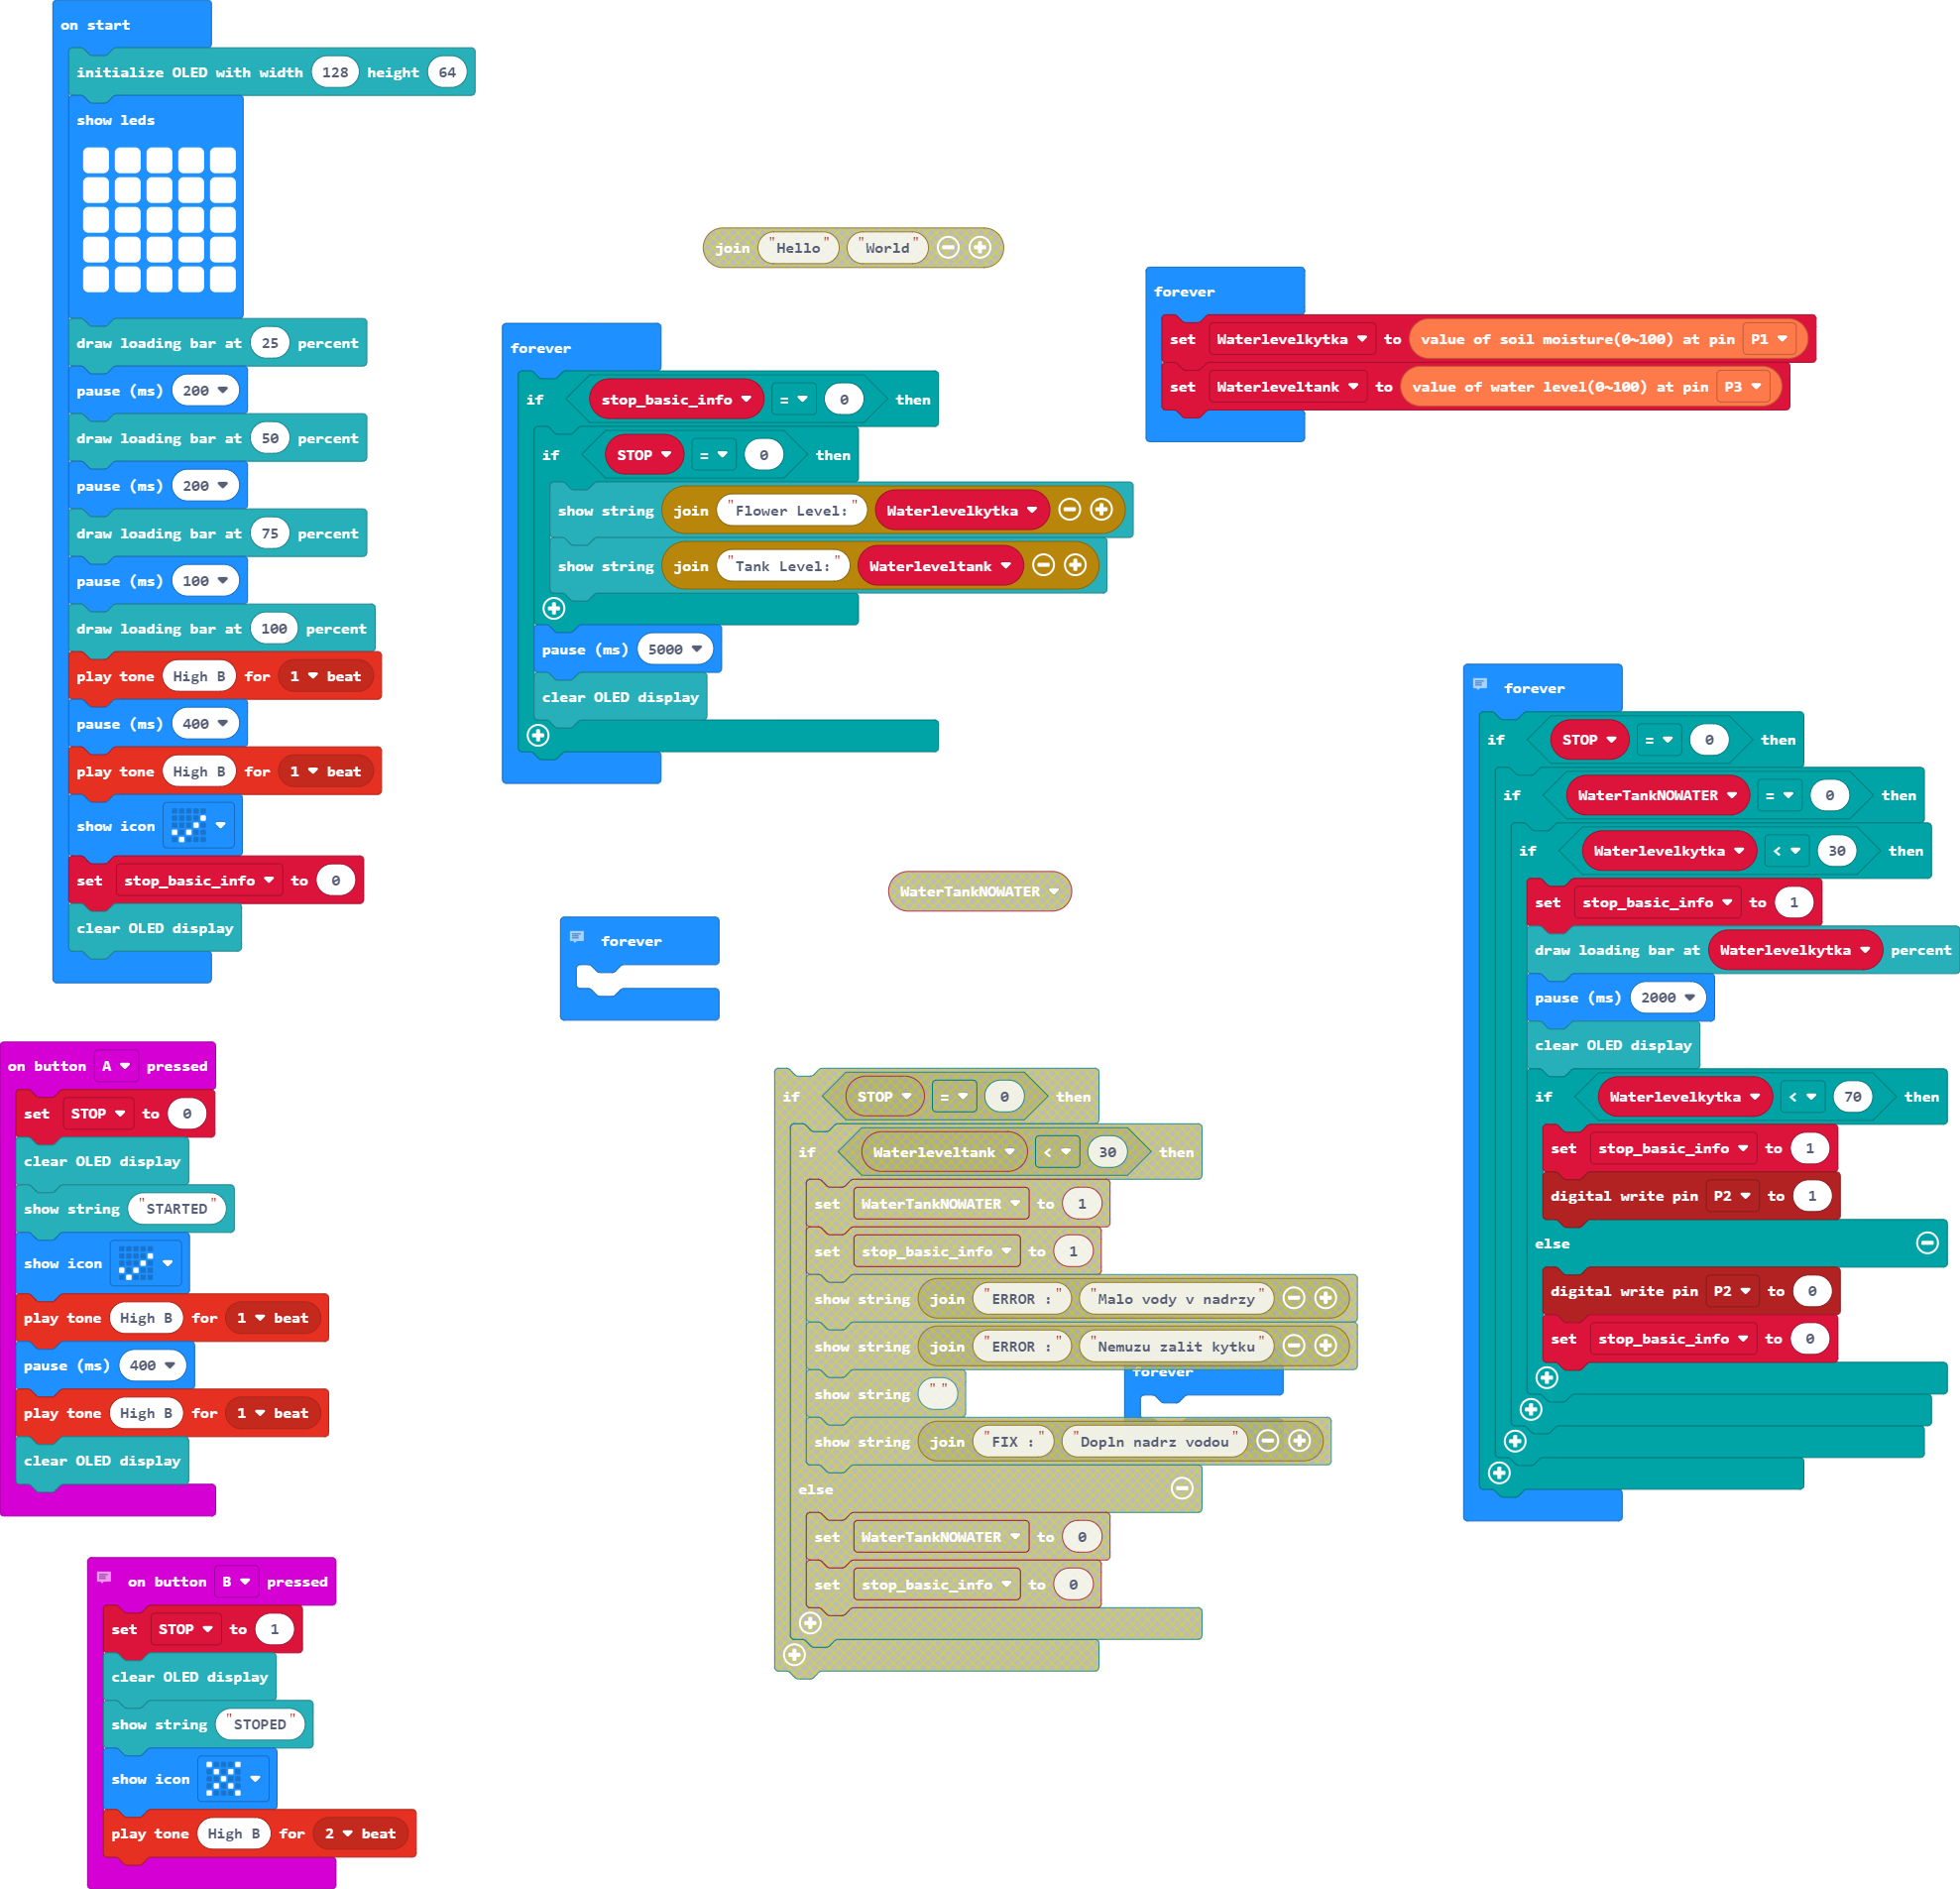 on start
initialize OLED with width 128 height 64
show leds
draw loading bar at 25 percent
pause (ms) 200
draw loading bar at 50 percent
pause (ms) 200
draw loading bar at 75 percent
pause (ms) 100
draw loading bar at 100 percent
play tone High B for 1 beat
pause (ms) 400
play tone High B for 1 beat
show icon
set stop_basic_info to 0
clear OLED display
on button A pressed
set STOP to 0
clear OLED display
show string "STARTED"
show icon
play tone High B for 1 beat
pause (ms) 400
play tone High B for 1 beat
clear OLED display
on button B pressed
set STOP to 1
clear OLED display
show string "STOPED"
show icon
play tone High B for 2 beat
join "Hello" "World"
forever
if stop_basic_info = 0 then
if STOP = 0 then
show string join "Flower Level:" Waterlevelkytka
show string join "Tank Level:" Waterleveltank
pause (ms) 5000
clear OLED display
WaterTankNOWATER
forever
if STOP = 0 then
if Waterleveltank < 30 then
set WaterTankNOWATER to 1
set stop_basic_info to 1
show string join "ERROR :" "Malo vody v nadrzy"
show string join "ERROR :" "Nemuzu zalit kytku"
forever
show string ""
show string join "FIX :" "Dopln nadrz vodou"
else
set WaterTankNOWATER to 0
set stop_basic_info to 0
forever
set Waterlevelkytka to value of soil moisture(0~100) at pin P1
set Waterleveltank to value of water level(0~100) at pin P3
forever
if STOP = 0 then
if WaterTankNOWATER = 0 then
if Waterlevelkytka < 30 then
set stop_basic_info to 1
draw loading bar at Waterlevelkytka percent
pause (ms) 2000
clear OLED display
if Waterlevelkytka < 70 then
set stop_basic_info to 1
digital write pin P2 to 1
else
digital write pin P2 to 0
set stop_basic_info to 0